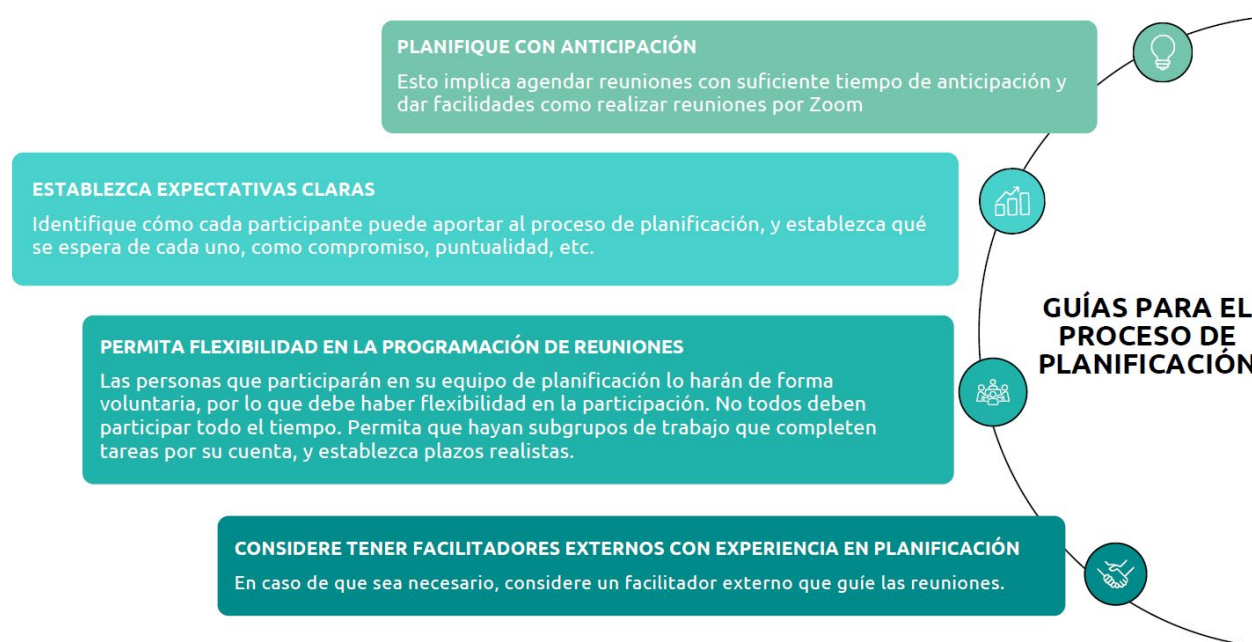 PLANIFIQUE CON ANTICIPACIÓN
Esto implica agendar reuniones con suficiente tiempo de anticipación y
dar facilidades como realizar reuniones por Zoom
ESTABLEZCA EXPECTATIVAS CLARAS
Identifique cómo cada participante puede aportar al proceso de planificación, y establezca qué
se espera de cada uno, como compromiso, puntualidad, etc.
PERMITA FLEXIBILIDAD EN LA PROGRAMACIÓN DE REUNIONES
Las personas que participarán en su equipo de planificación lo harán de forma
voluntaria, por lo que debe haber flexibilidad en la participación. No todos deben
participar todo el tiempo. Permita que hayan subgrupos de trabajo que completen
tareas por su cuenta, y establezca plazos realistas.
CONSIDERE TENER FACILITADORES EXTERNOS CON EXPERIENCIA EN PLANIFICACIÓN
En caso de que sea necesario, considere un facilitador externo que guíe las reuniones.
GUÍAS PARA EL
PROCESO DE
PLANIFICACIÓN